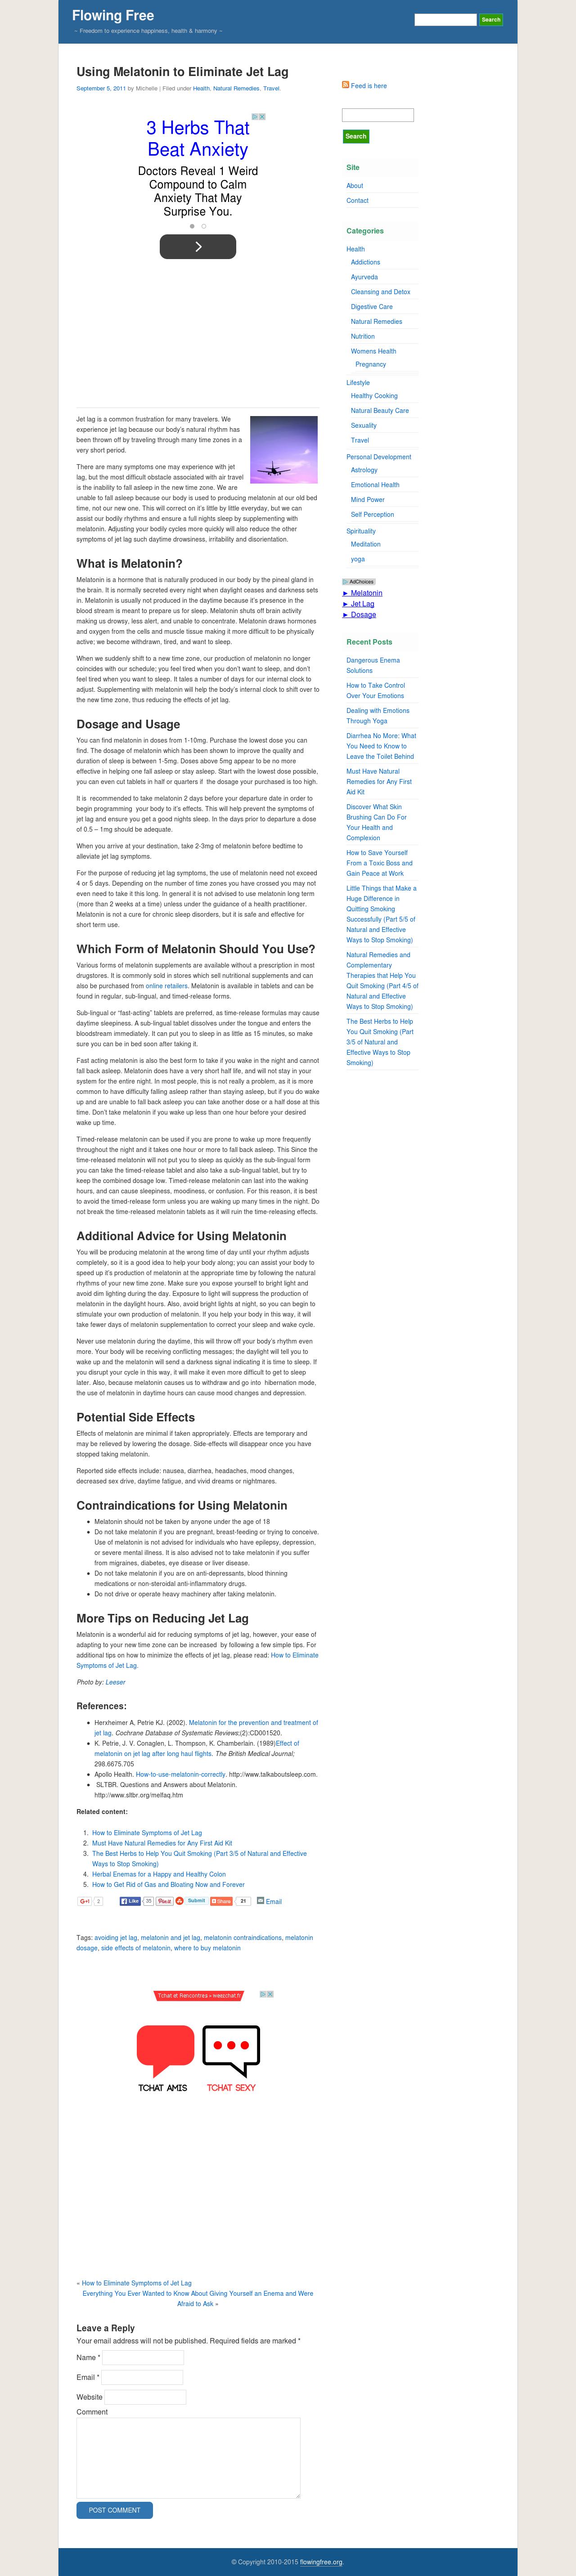 Flowing Free
~ Freedom to experience happiness, health & harmony ~
Search
Using Melatonin to Eliminate Jet Lag
September 5, 2011 by Michelle | Filed under Health, Natural Remedies, Travel.
3 Herbs That
Beat Anxiety
Doctors Reveal 1 Weird
Compound to Calm
Anxiety That May
Surprise You.
Jet lag is a common frustration for many travelers. We
experience jet lag because our body's natural rhythm has
been thrown off by traveling through many time zones in a
very short period.
There are many symptoms we may experience with jet
lag, but the most difficult obstacle associated with air travel
is the inability to fall asleep in the new time zone. We are
unable to fall asleep because our body is used to producing melatonin at our old bed
time, not our new one. Unfortunately, our body doesn't adapt overnight, but we can
assist our bodily rhythms and ensure a full nights sleep by supplementing with
melatonin. Adjusting your bodily cycles more quickly will also reduce the other
symptoms of jet lag such as daytime drowsiness, irritability and disorientation.
What is Melatonin?
Melatonin is a hormone that is naturally produced in our body by the pineal gland in
our brain. Usually, melatonin production is increased in the late evening. This increase
of melatonin is meant to prepare us for sleep. Melatonin shuts off brain activity
making us drowsy, less alert, and calmer. Melatonin also lowers brain hormones
and oxygen from the cells and muscle tissue making it more difficult to be physically
active; we become withdrawn, tired, and want to sleep.
When we suddenly shift to a new time zone, our production of melatonin no longer
coincides with our schedule; you feel tired when you don't want to sleep, and don't
feel tired when you want to sleep. It takes a few days for our internal clock to
adjust. Supplementing with melatonin will help the body's internal clock to shift over to
the new time zone, thus reducing the effects of jet lag.
Dosage and Usage
You can find melatonin in doses from 1-10mg. Purchase the lowest dose you can
find. The dosage of melatonin which has been shown to improve the quality and
duration of sleep is between 1-5mg. Doses above 5mg appear to be no more
effective in helping one fall asleep or stay asleep. Start with the lowest dose possible,
you can even cut tablets in half or quarters if the dosage you purchased is too high.
It is recommended to take melatonin 2 days before your departure date in order to
begin programming your body to it's effects. This will help prevent the symptoms of
jet lag and ensure you get a good nights sleep. In the days prior to departure a dose
of 0.5 – 1mg should be adequate.
When you arrive at your destination, take 2-3mg of melatonin before bedtime to
alleviate jet lag symptoms.
For the purpose of reducing jet lag symptoms, the use of melatonin need not exceed
4 or 5 days. Depending on the number of time zones you have crossed you may not
need to take it this long. In general it is not advised to use melatonin long term
(more than 2 weeks at a time) unless under the guidance of a health practitioner.
Melatonin is not a cure for chronic sleep disorders, but it is safe and effective for
short term use.
Which Form of Melatonin Should You Use?
Various forms of melatonin supplements are available without a prescription in most
drugstores. It is commonly sold in stores which sell nutritional supplements and can
also be purchased from online retailers. Melatonin is available in tablets and can be
found in regular, sub-lingual and time-released forms.
Sub-lingual or “fast-acting” tablets are preferred, as time-released formulas may cause
daytime sleepiness. A sub-lingual tablet dissolves under the tongue and enters the
bloodstream immediately. It can put you to sleep in as little as 15 minutes, so make
sure you can be in bed soon after taking it.
Fast acting melatonin is also the best form to take if you wake in the night and cannot
fall back asleep. Melatonin does have a very short half life, and will not stay in your
system for the entire night. In most people, this is not really a problem, as it is more
common to have difficulty falling asleep rather than staying asleep, but if you do wake
up and are unable to fall back asleep you can take another half a dose or less at this
time. Don't take melatonin if you wake up less than one hour before your desired
wake up time.
Timed-release melatonin can be used if you are prone to wake up more frequently
throughout the night and it takes one hour or more to fall back asleep. This Since the
time-released melatonin will not put you to sleep as quickly as the sub-lingual form
you can take the timed-release tablet and also take a sub-lingual tablet, but try to
keep the combined dosage low. Timed-release melatonin can last into the waking
hours, and can cause sleepiness, moodiness, or confusion. For this reason, it is best
to avoid the timed-release form unless you are waking up many times in the night. Do
not break the time-released melatonin tablets as it will ruin the time-releasing effects.
Additional Advice for Using Melatonin
You will be producing melatonin at the wrong time of day until your rhythm adjusts
completely, so it is a good idea to help your body along; you can assist your body to
speed up it's production of melatonin at the appropriate time by following the natural
rhythms of your new time zone. Make sure you expose yourself to bright light and
avoid dim lighting during the day. Exposure to light will suppress the production of
melatonin in the daylight hours. Also, avoid bright lights at night, so you can begin to
stimulate your own production of melatonin. If you help your body in this way, it will
take fewer days of melatonin supplementation to correct your sleep and wake cycle.
Never use melatonin during the daytime, this will throw off your body's rhythm even
more. Your body will be receiving conflicting messages; the daylight will tell you to
wake up and the melatonin will send a darkness signal indicating it is time to sleep. If
you disrupt your cycle in this way, it will make it even more difficult to get to sleep
later. Also, because melatonin causes us to withdraw and go into hibernation mode,
the use of melatonin in daytime hours can cause mood changes and depression.
Potential Side Effects
Effects of melatonin are minimal if taken appropriately. Effects are temporary and
may be relieved by lowering the dosage. Side-effects will disappear once you have
stopped taking melatonin.
Reported side effects include: nausea, diarrhea, headaches, mood changes,
decreased sex drive, daytime fatigue, and vivid dreams or nightmares.
Contraindications for Using Melatonin
Melatonin should not be taken by anyone under the age of 18
Do not take melatonin if you are pregnant, breast-feeding or trying to conceive.
Use of melatonin is not advised for individuals who have epilepsy, depression,
or severe mental illness. It is also advised not to take melatonin if you suffer
from migraines, diabetes, eye disease or liver disease.
Do not take melatonin if you are on anti-depressants, blood thinning
medications or non-steroidal anti-inflammatory drugs.
Do not drive or operate heavy machinery after taking melatonin.
More Tips on Reducing Jet Lag
Melatonin is a wonderful aid for reducing symptoms of jet lag, however, your ease of
adapting to your new time zone can be increased by following a few simple tips. For
additional tips on how to minimize the effects of jet lag, please read: How to Eliminate
Symptoms of Jet Lag.
Photo by: Leeser
References:
Herxheimer A, Petrie KJ. (2002). Melatonin for the prevention and treatment of
jet lag. Cochrane Database of Systematic Reviews;(2):CD001520.
K. Petrie, J. V. Conaglen, L. Thompson, K. Chamberlain. (1989)Effect of
melatonin on jet lag after long haul flights. The British Medical Journal;
298.6675.705
Apollo Health. How-to-use-melatonin-correctly. http://www.talkaboutsleep.com.
SLTBR. Questions and Answers about Melatonin.
http://www.sltbr.org/melfaq.htm
Related content:
1. How to Eliminate Symptoms of Jet Lag
2. Must Have Natural Remedies for Any First Aid Kit
3. The Best Herbs to Help You Quit Smoking (Part 3/5 of Natural and Effective
Ways to Stop Smoking)
4. Herbal Enemas for a Happy and Healthy Colon
5. How to Get Rid of Gas and Bloating Now and Forever
G+1 2 Like 35 Pin it Submit Share 21 Email
Tags: avoiding jet lag, melatonin and jet lag, melatonin contraindications, melatonin
dosage, side effects of melatonin, where to buy melatonin
TCHAT AMIS
TCHAT SEXY
« How to Eliminate Symptoms of Jet Lag
Everything You Ever Wanted to Know About Giving Yourself an Enema and Were
Afraid to Ask »
Leave a Reply
Your email address will not be published. Required fields are marked *
Name *
Email *
Website
Comment
POST COMMENT
Feed is here
Search
Site
About
Contact
Categories
Health
Addictions
Ayurveda
Cleansing and Detox
Digestive Care
Natural Remedies
Nutrition
Womens Health
Pregnancy
Lifestyle
Healthy Cooking
Natural Beauty Care
Sexuality
Travel
Personal Development
Astrology
Emotional Health
Mind Power
Self Perception
Spirituality
Meditation
yoga
AdChoices
► Melatonin
► Jet Lag
► Dosage
Recent Posts
Dangerous Enema
Solutions
How to Take Control
Over Your Emotions
Dealing with Emotions
Through Yoga
Diarrhea No More: What
You Need to Know to
Leave the Toilet Behind
Must Have Natural
Remedies for Any First
Aid Kit
Discover What Skin
Brushing Can Do For
Your Health and
Complexion
How to Save Yourself
From a Toxic Boss and
Gain Peace at Work
Little Things that Make a
Huge Difference in
Quitting Smoking
Successfully (Part 5/5 of
Natural and Effective
Ways to Stop Smoking)
Natural Remedies and
Complementary
Therapies that Help You
Quit Smoking (Part 4/5 of
Natural and Effective
Ways to Stop Smoking)
The Best Herbs to Help
You Quit Smoking (Part
3/5 of Natural and
Effective Ways to Stop
Smoking)
© Copyright 2010-2015 flowingfree.org.